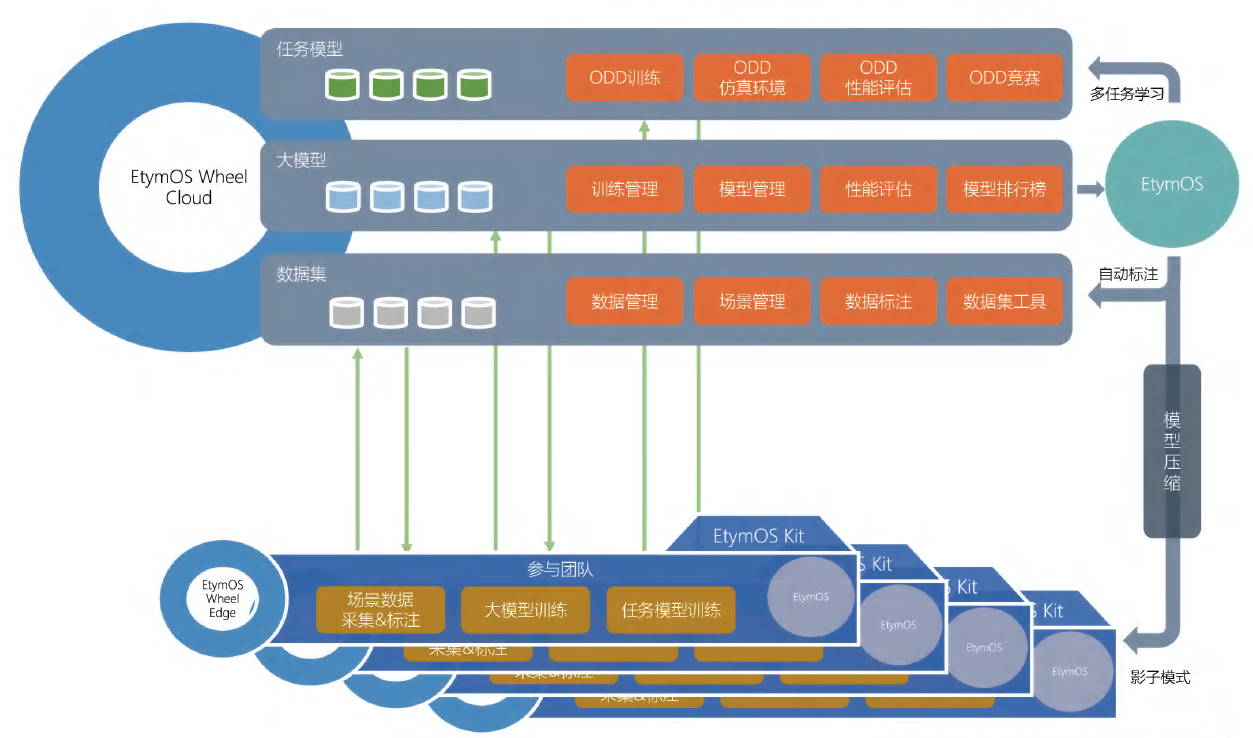 任务模型
ODD训练
ODD
仿真环境
ODD
性能评估
ODD竞赛
多任务学习
EtymOS Wheel
Cloud
大模型
训练管理
模型管理
性能评估
模型排行榜
EtymOS
数据集
数据管理
场景管理
数据标注
数据集工具
自动标注
模型压缩
EtymOS Kit
参与团队
EtymOS
Wheel
Edge
场景数据
采集&标注
大模型训练
任务模型训练
EtymOS
S Kit
EtymOS
采集&标注
S Kit
EtymOS
采集&标注
S Kit
EtymOS
采集&标注
影子模式